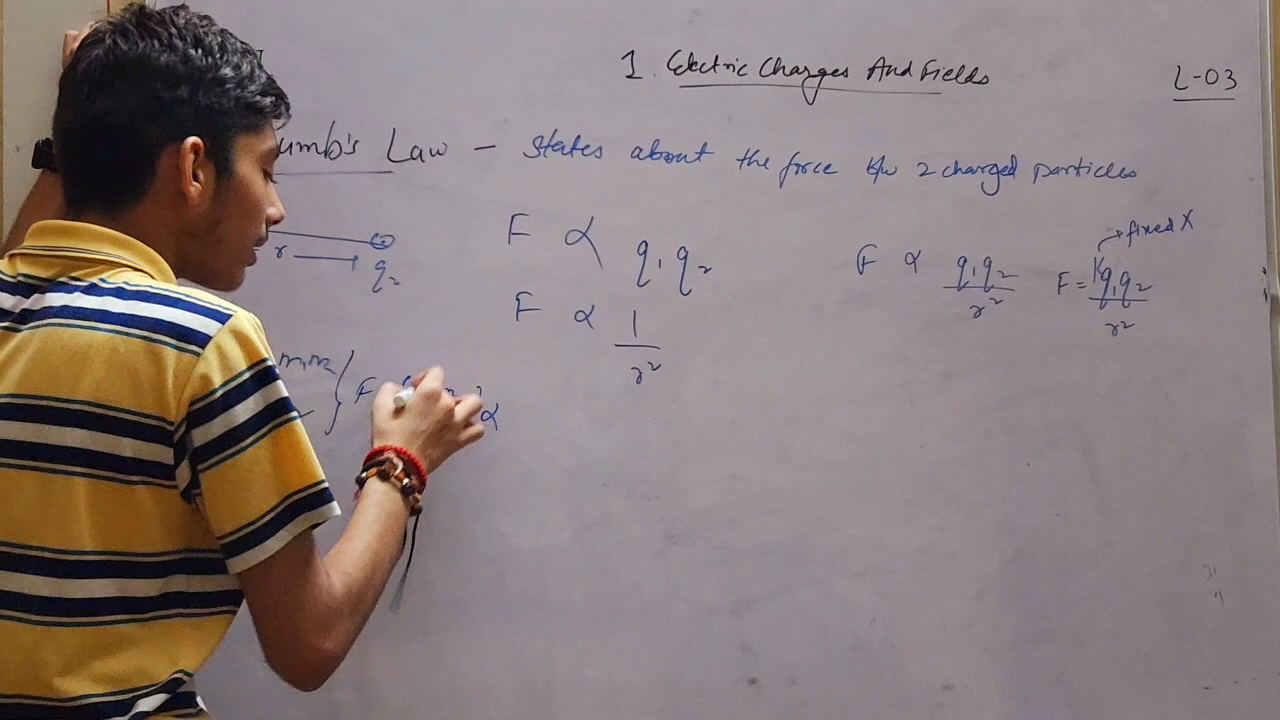 1. Electric Charges And Fields
L-03
umb's Law - States about the force b/w 2 charged particles
r
q₂
F ∝ q₁q₂
F ∝ 1/r²
F ∝ q₁q₂/r²
F = Kq₁q₂/r²
→ fixed X
m₁m₂
F
∝